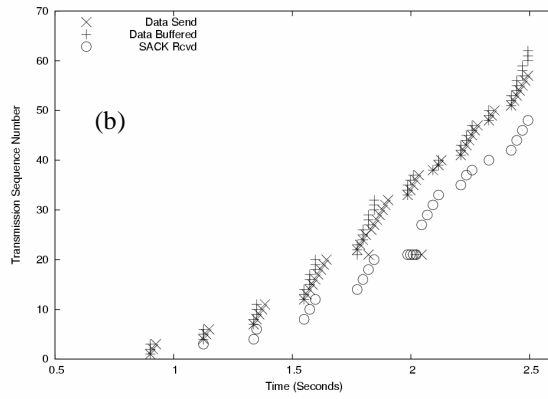 70
Data Send
Data Buffered
SACK Rcvd
60
50
(b)
40
30
20
10
0
Transmission Sequence Number
0.5 1 1.5 2 2.5
Time (Seconds)